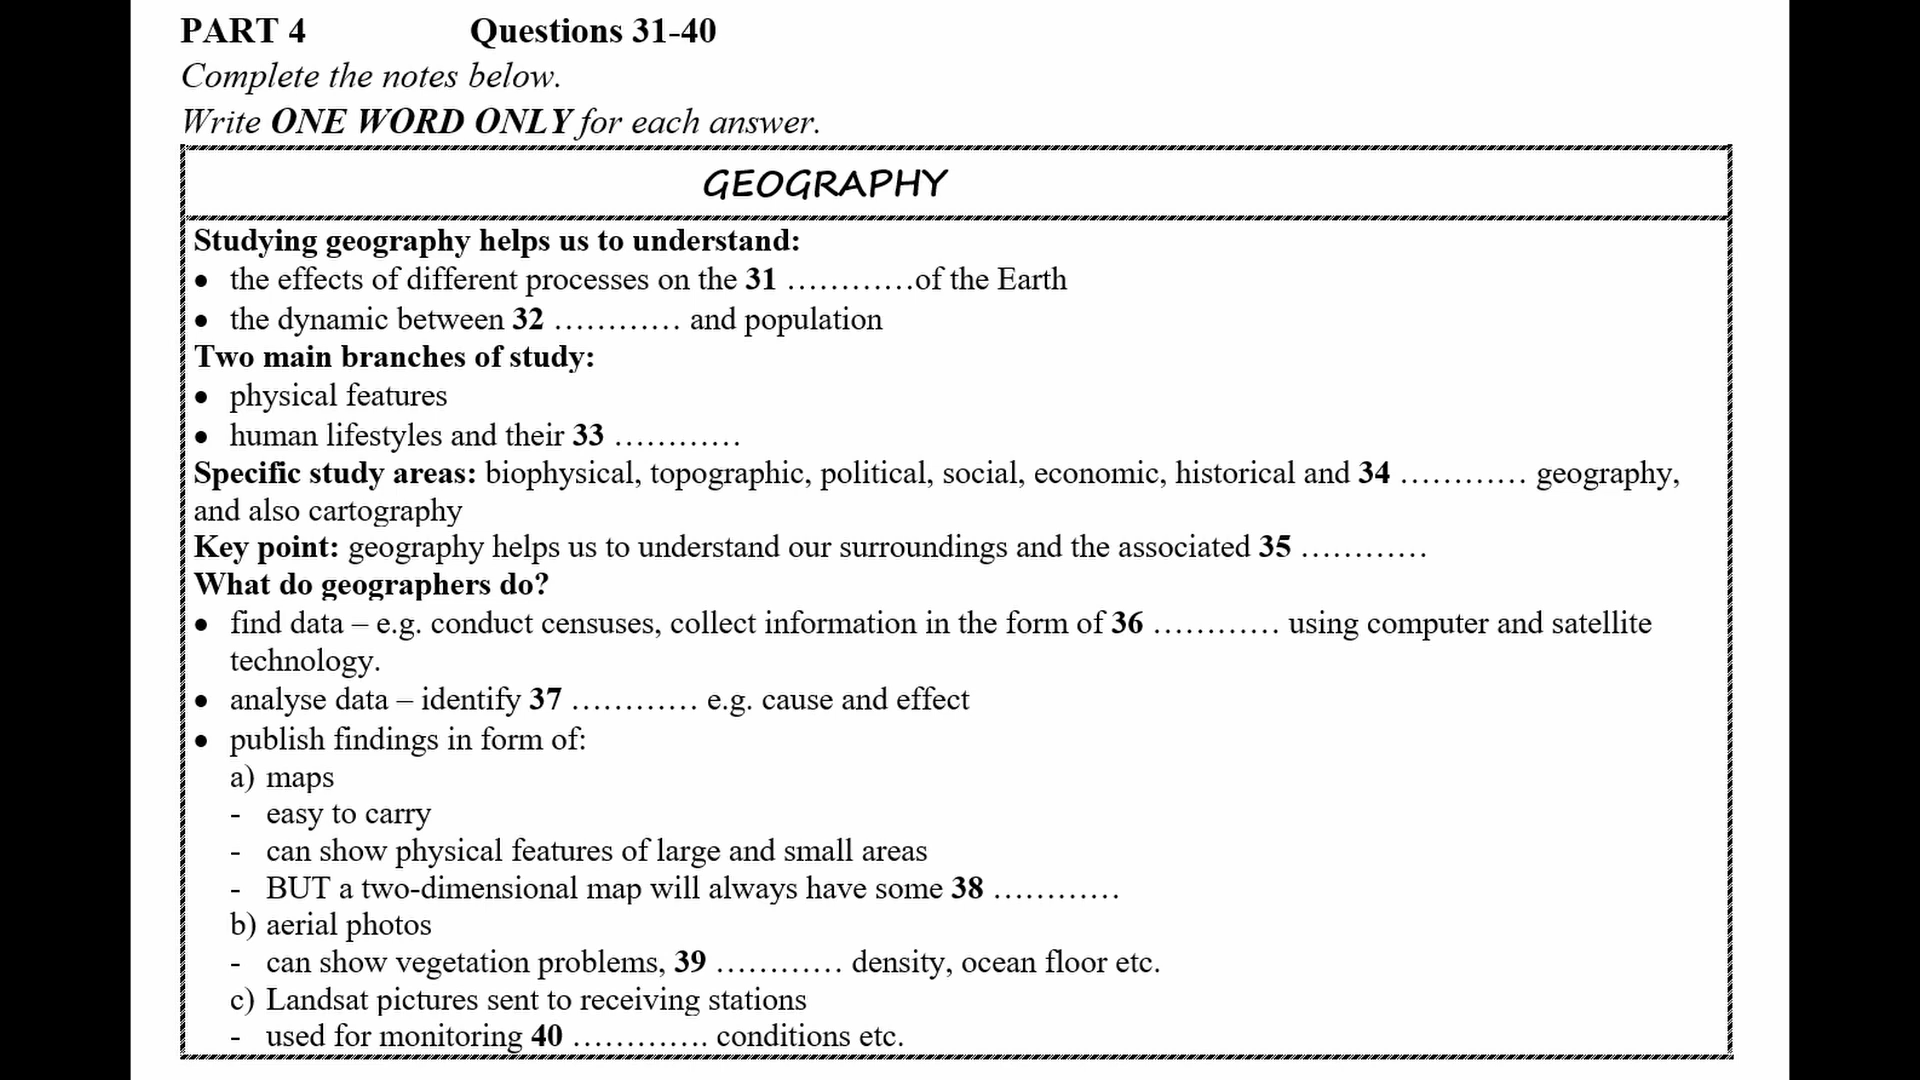 PART 4 Questions 31-40
Complete the notes below.
Write ONE WORD ONLY for each answer.
GEOGRAPHY
Studying geography helps us to understand:
• the effects of different processes on the 31 …………of the Earth
• the dynamic between 32 ………… and population
Two main branches of study:
• physical features
• human lifestyles and their 33 …………
Specific study areas: biophysical, topographic, political, social, economic, historical and 34 ………… geography,
and also cartography
Key point: geography helps us to understand our surroundings and the associated 35 …………
What do geographers do?
• find data – e.g. conduct censuses, collect information in the form of 36 ………… using computer and satellite
technology.
• analyse data – identify 37 ………… e.g. cause and effect
• publish findings in form of:
a) maps
- easy to carry
- can show physical features of large and small areas
- BUT a two-dimensional map will always have some 38 …………
b) aerial photos
- can show vegetation problems, 39 ………… density, ocean floor etc.
c) Landsat pictures sent to receiving stations
- used for monitoring 40 …………. conditions etc.